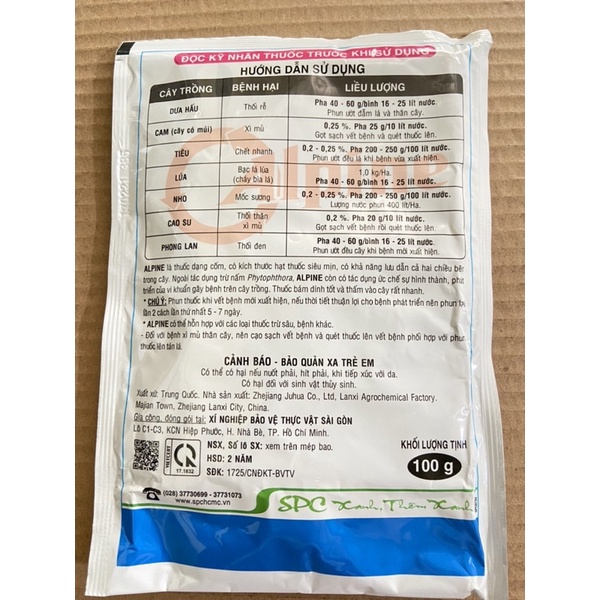 ĐỌC KỸ NHÃN THUỐC TRƯỚC KHI SỬ DỤNG
HƯỚNG DẪN SỬ DỤNG
CÂY TRỒNG BỆNH HẠI LIỀU LƯỢNG
DƯA HẤU Thối rễ Pha 40 - 60 g/bình 16 - 25 lít nước.
Phun ướt đẫm lá và thân cây.
CAM (cây có múi) Xì mủ 0,25 %. Pha 25 g/10 lít nước.
Gọt sạch vết bệnh và quét thuốc lên.
TIÊU Chết nhanh 0,2 - 0,25 %. Pha 200 - 250 g/100 lít nước.
Phun ướt đều lá khi bệnh vừa xuất hiện.
LÚA Bạc lá lúa (cháy bìa lá) 1,0 kg/Ha.
Pha 40 - 60 g/bình 16 - 25 lít nước.
NHO Mốc sương 0,2 - 0,25 %. Pha 200 - 250 g/100 lít nước.
Lượng nước phun 400 lít/Ha.
CAO SU Thối thân xì mủ 0,2 %. Pha 20 g/10 lít nước.
Gọt sạch vết bệnh rồi quét thuốc lên.
PHONG LAN Thối đen Pha 40 - 60 g/bình 16 - 25 lít nước.
Phun ướt đều cây khi bệnh xuất hiện.
ALPINE là thuốc dạng cốm, có kích thước hạt thuốc siêu mịn, có khả năng lưu dẫn cả hai chiều bên
trong cây. Ngoài tác dụng trừ nấm Phytophthora, ALPINE còn có tác dụng ức chế sự hình thành, phát
triển của vi khuẩn gây bệnh trên cây trồng. Thuốc bám dính tốt và thấm vào cây rất nhanh.
* CHÚ Ý: Phun thuốc khi vết bệnh mới xuất hiện, nếu thời tiết thuận lợi cho bệnh phát triển nên phun lại
lần 2 cách lần thứ nhất 5 - 7 ngày.
* ALPINE có thể hỗn hợp với các loại thuốc trừ sâu, bệnh khác.
- Đối với bệnh xì mủ thân cây, nên cạo sạch vết bệnh và quét thuốc lên vết bệnh phối hợp với phun
thuốc lên tán lá.
CẢNH BÁO - BẢO QUẢN XA TRẺ EM
Có thể có hại nếu nuốt phải, hít phải, khi tiếp xúc với da.
Có hại đối với sinh vật thủy sinh.
Xuất xứ: Trung Quốc. Nhà sản xuất: Zhejiang Juhua Co., Ltd, Lanxi Agrochemical Factory.
Majian Town, Zhejiang Lanxi City, China.
Gia công, đóng gói tại: XÍ NGHIỆP BẢO VỆ THỰC VẬT SÀI GÒN
Lô C1-C3, KCN Hiệp Phước, H. Nhà Bè, TP. Hồ Chí Minh.
NSX, Số lô SX: xem trên mép bao.
HSD: 2 NĂM
SĐK: 1725/CNĐKT-BVTV
KHỐI LƯỢNG TỊNH
100 g
17.1832
(028) 37730699 - 37731073
www.spchcmc.vn
SPC Xanh, Thêm Xanh